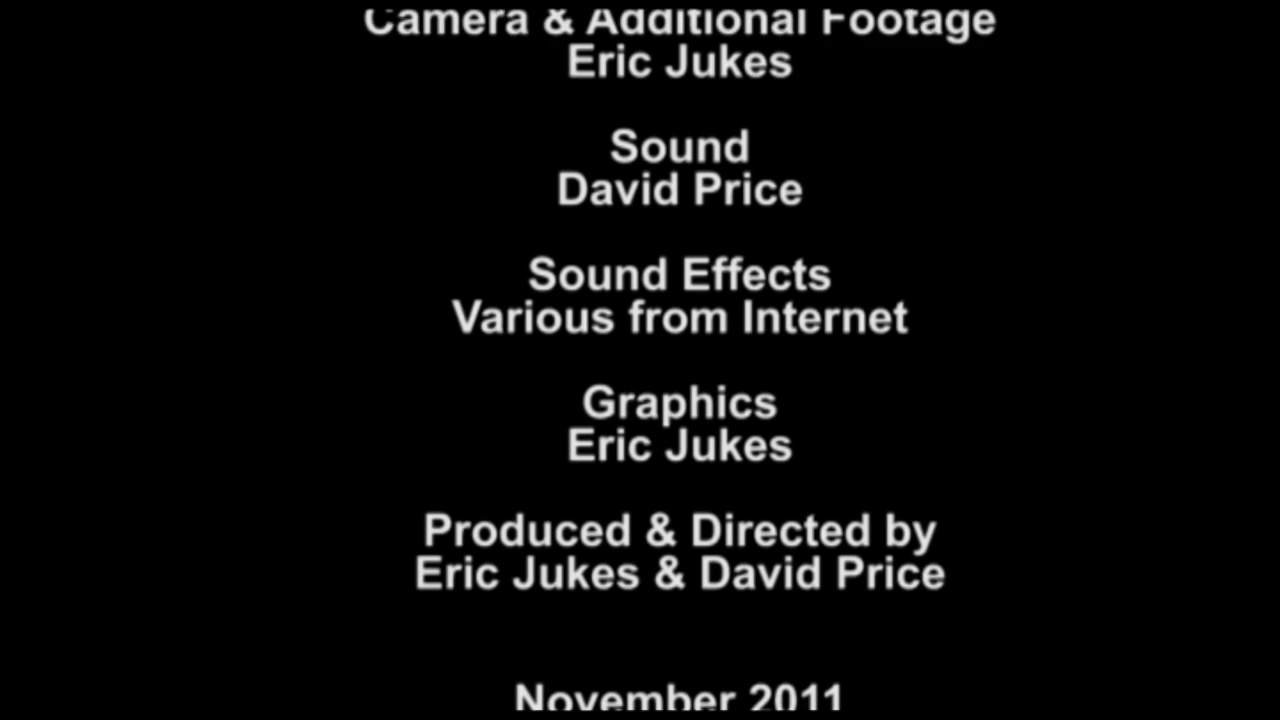 Camera & Additional Footage
Eric Jukes
Sound
David Price
Sound Effects
Various from Internet
Graphics
Eric Jukes
Produced & Directed by
Eric Jukes & David Price
November 2011